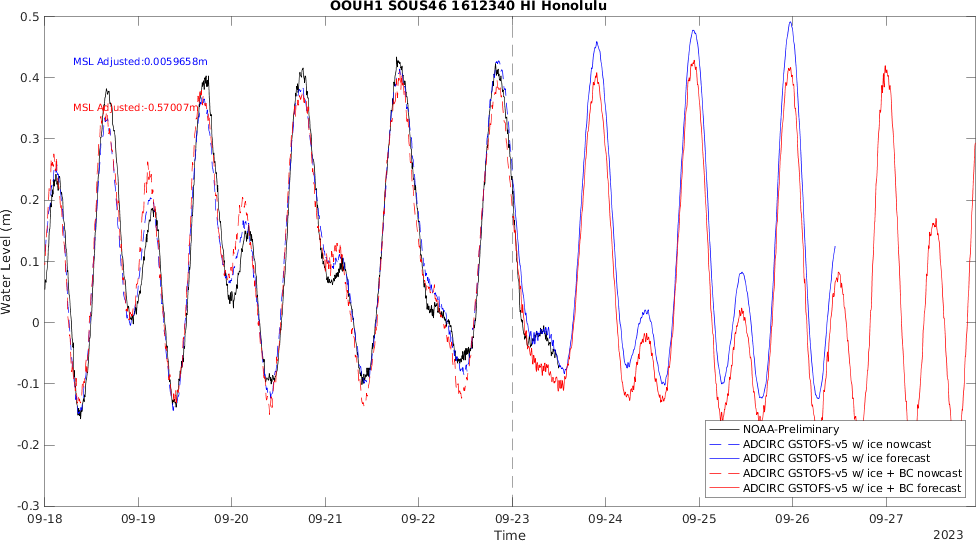 OOUH1 SOUS46 1612340 HI Honolulu
0.5
0.4
0.3
0.2
0.1
0
-0.1
-0.2
-0.3
Water Level (m)
MSL Adjusted:0.0059658m
MSL Adjusted:-0.57007m
NOAA-Preliminary
ADCIRC GSTOFS-v5 w/ ice nowcast
ADCIRC GSTOFS-v5 w/ ice forecast
ADCIRC GSTOFS-v5 w/ ice + BC nowcast
ADCIRC GSTOFS-v5 w/ ice + BC forecast
09-18 09-19 09-20 09-21 09-22 09-23 09-24 09-25 09-26 09-27
Time
2023